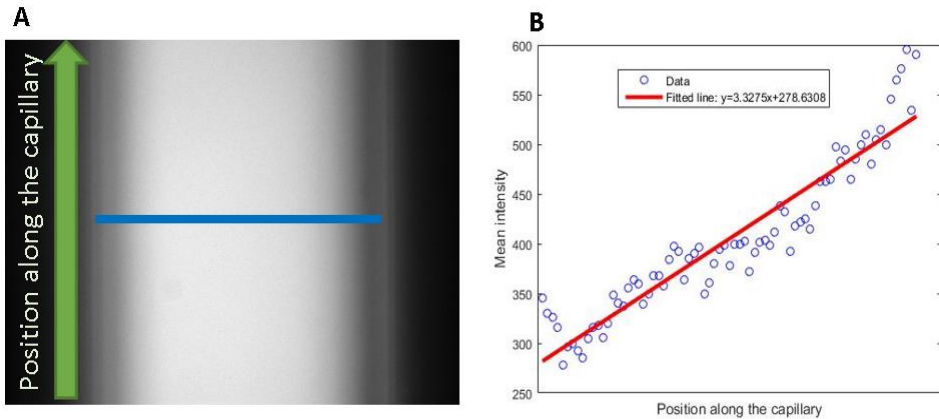 A
Position along the capillary
B
600
550
500
450
400
350
300
250
Mean intensity
Data
Fitted line: y=3.3275x+278.6308
Position along the capillary